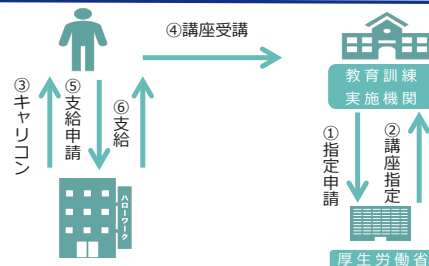 ④講座受講
教育訓練
実施機関
③キャリコン
⑤支給申請
⑥支給
①指定申請
②講座指定
ハローワーク
厚生労働省